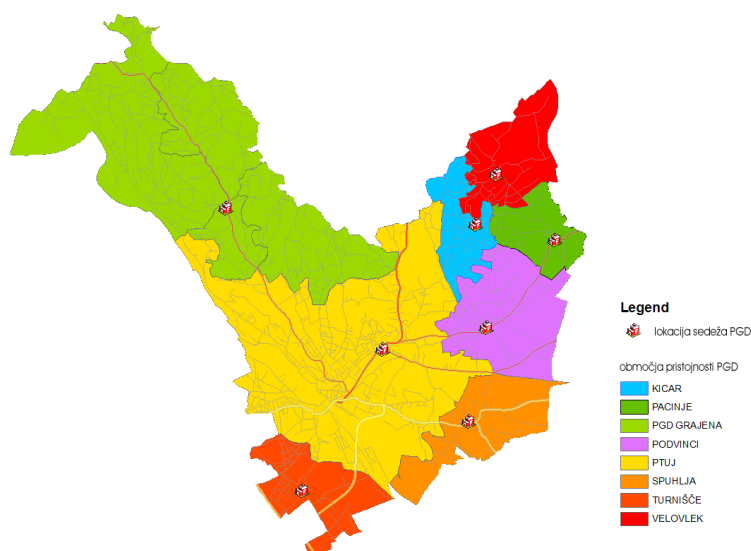 Legend
lokacija sedeža PGD
območja pristojnosti PGD
KICAR
PACINJE
PGD GRAJENA
PODVINCI
PTUJ
SPUHLJA
TURNIŠČE
VELOVLEK